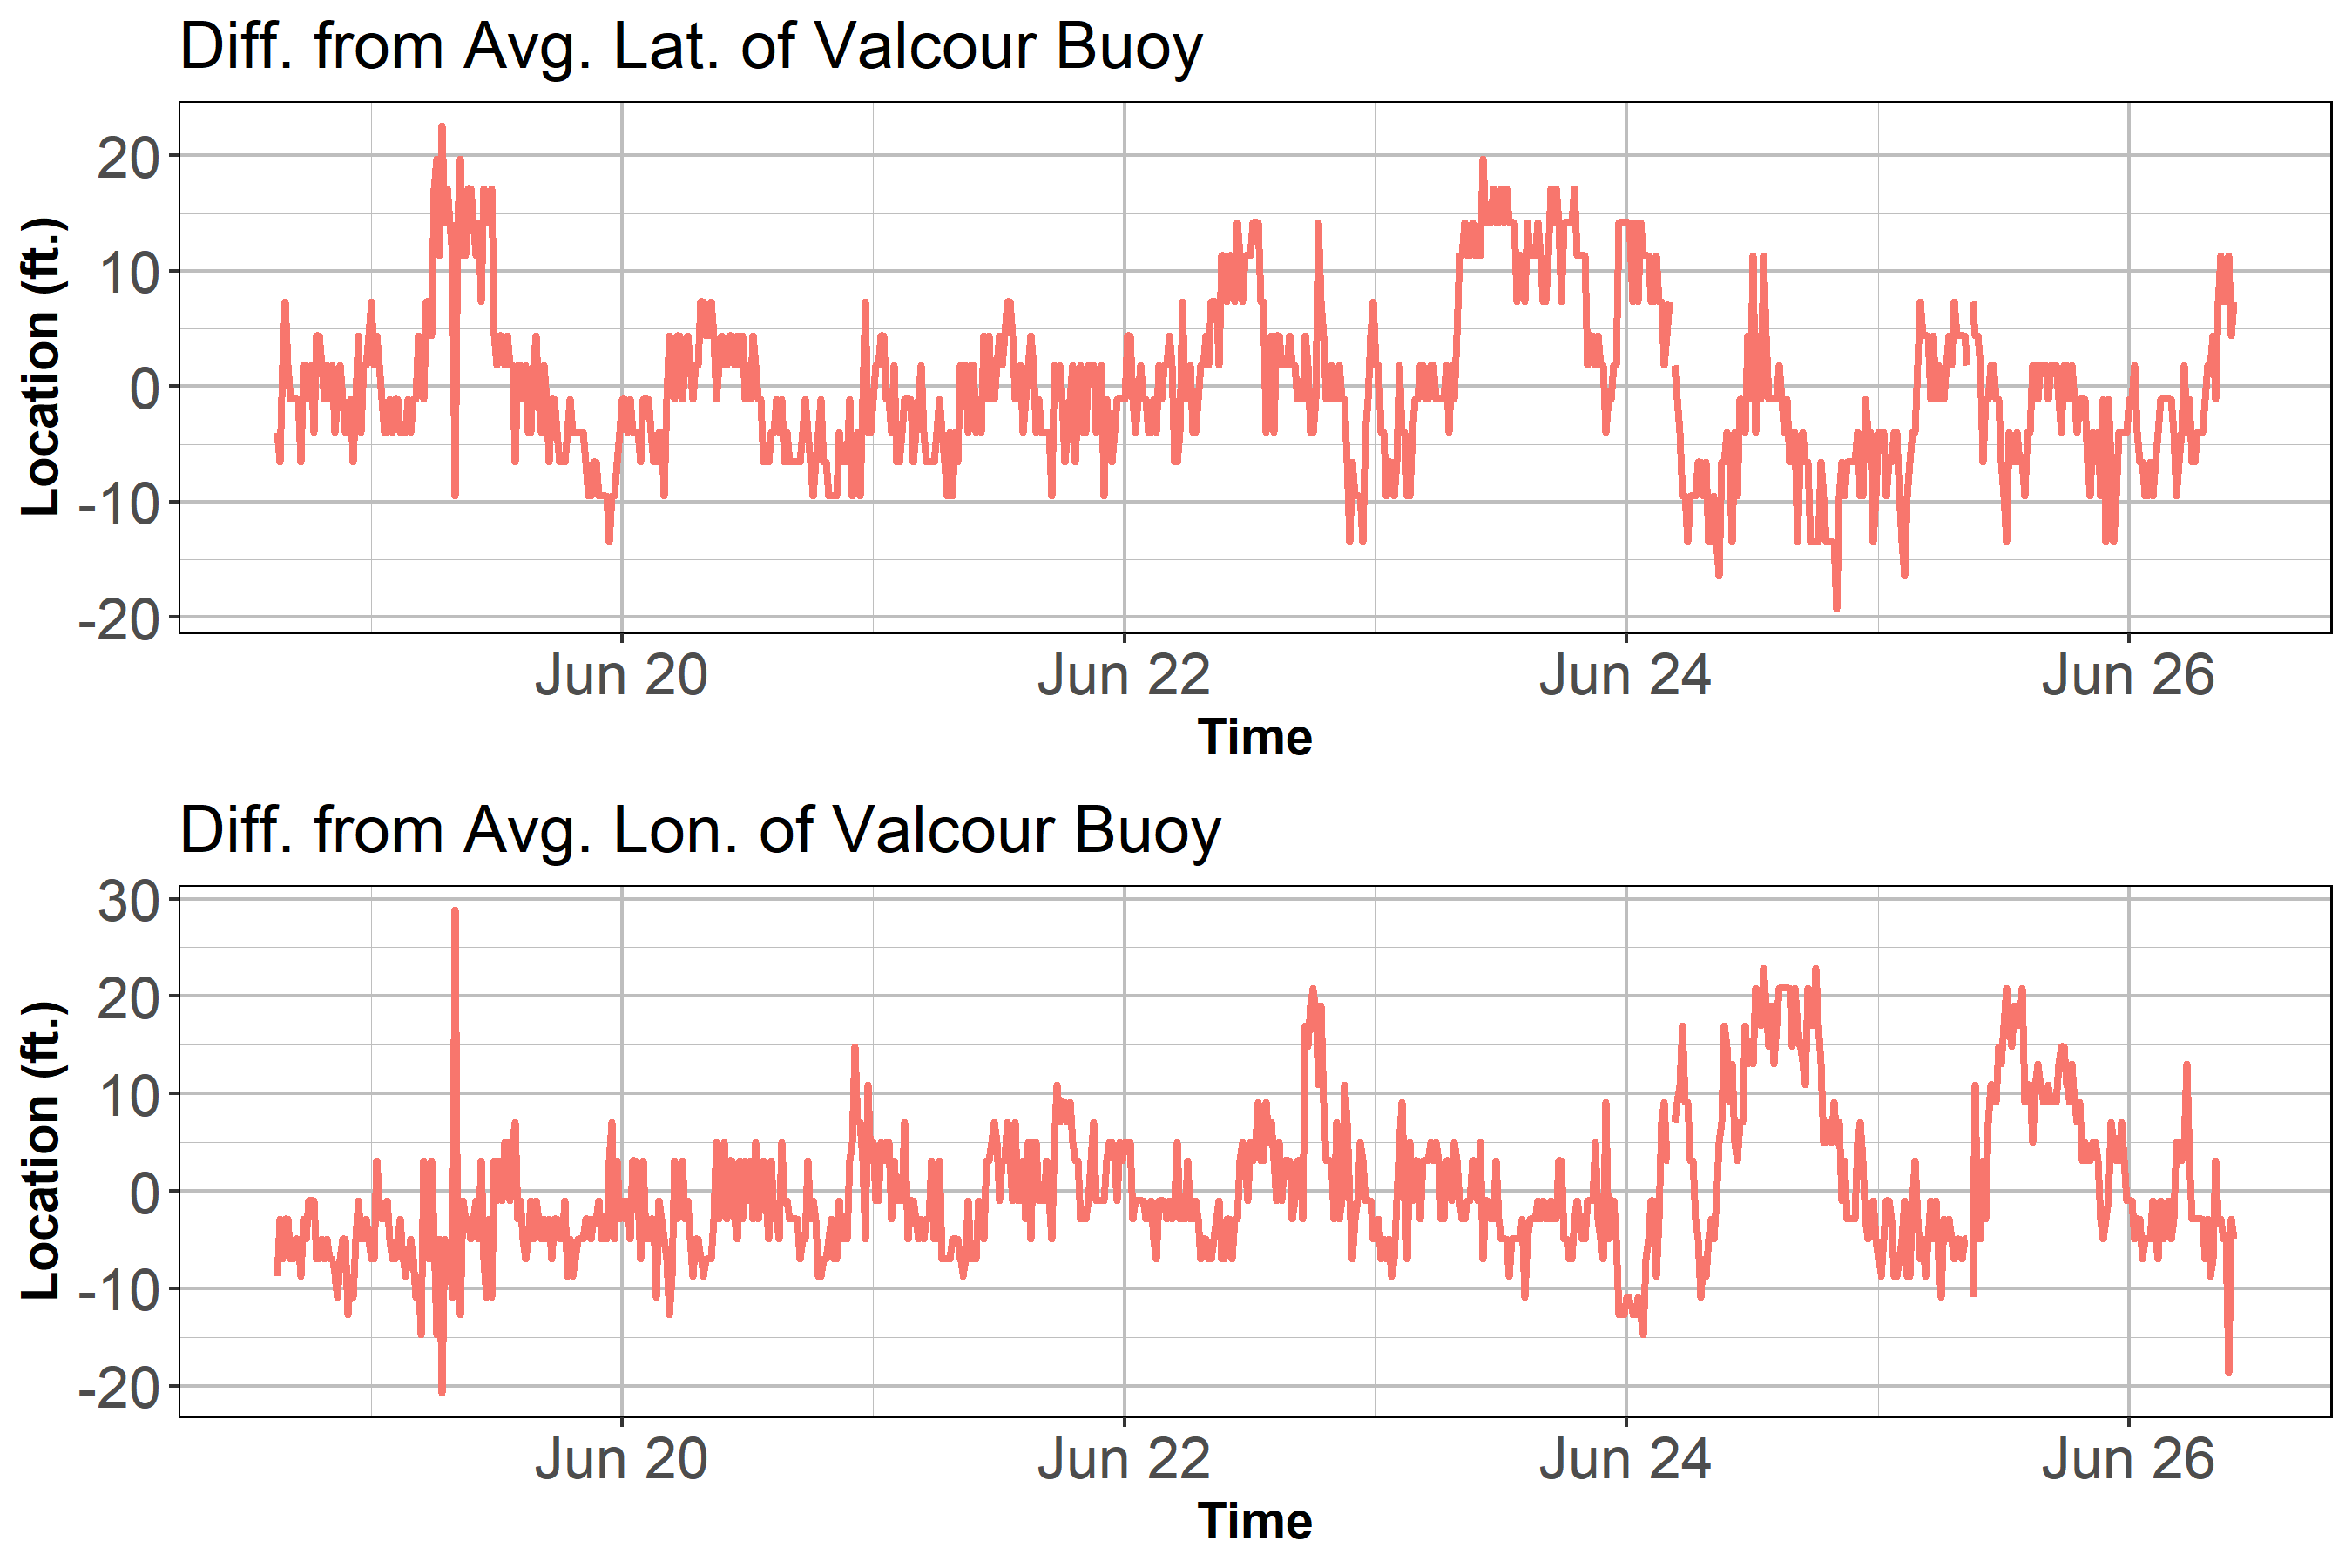 Diff. from Avg. Lat. of Valcour Buoy
Location (ft.)
20
10
0
-10
-20
Jun 20 Jun 22 Jun 24 Jun 26
Time
Diff. from Avg. Lon. of Valcour Buoy
Location (ft.)
30
20
10
0
-10
-20
Jun 20 Jun 22 Jun 24 Jun 26
Time